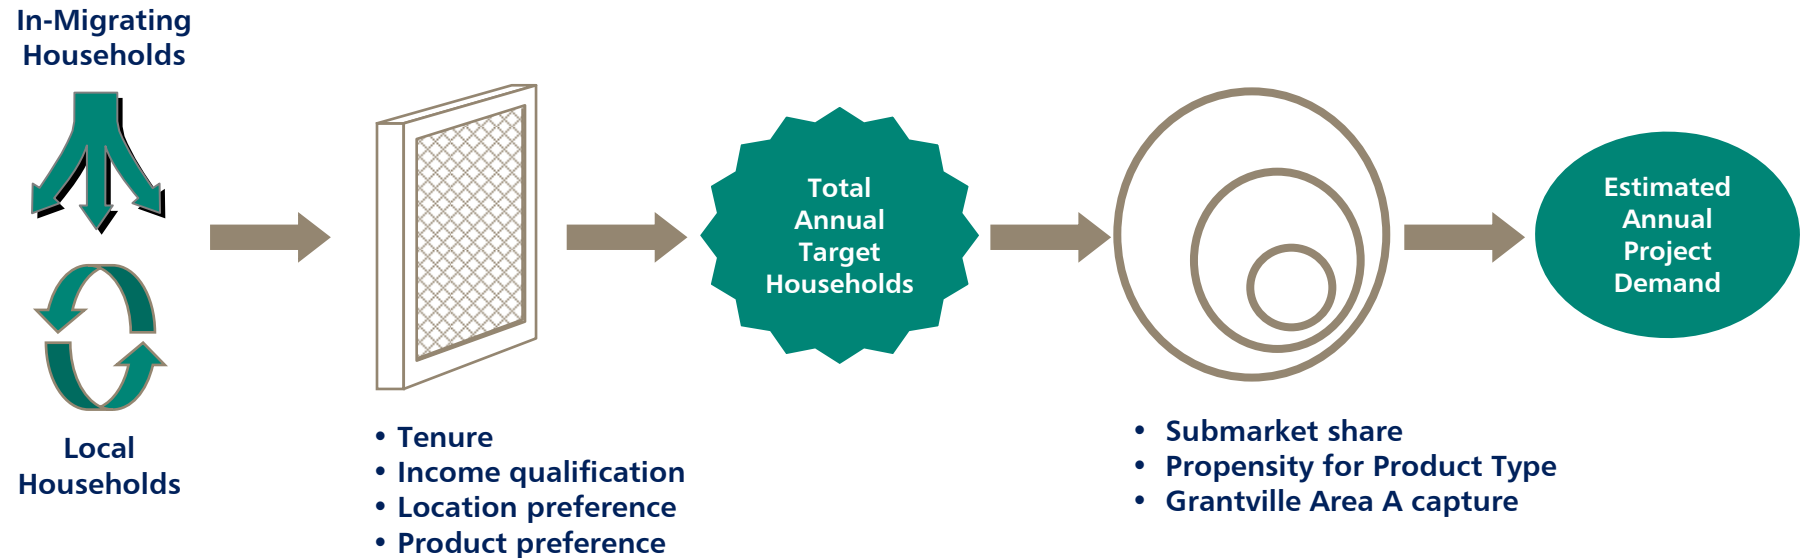 In-Migrating
Households
Local
Households
• Tenure
• Income qualification
• Location preference
• Product preference
Total
Annual
Target
Households
• Submarket share
• Propensity for Product Type
• Grantville Area A capture
Estimated
Annual
Project
Demand